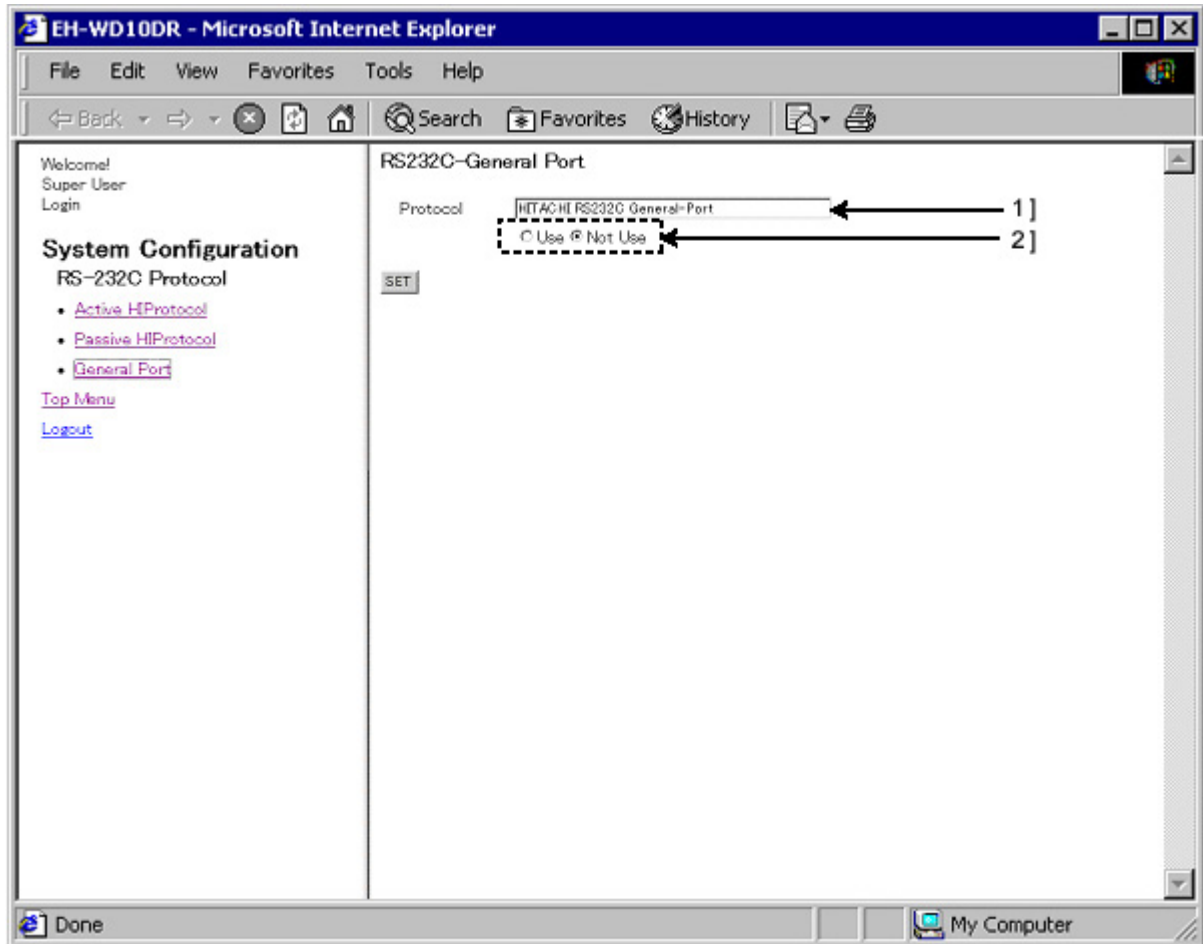 EH-WD10DR - Microsoft Internet Explorer
File Edit View Favorites Tools Help
Back Search Favorites History
Welcome!
Super User
Login
System Configuration
RS-232C Protocol
• Active HIProtocol
• Passive HIProtocol
• General Port
Top Menu
Logout
RS232C-General Port
Protocol HITACHI RS232C General-Port 1]
Use Not Use 2]
SET
Done My Computer